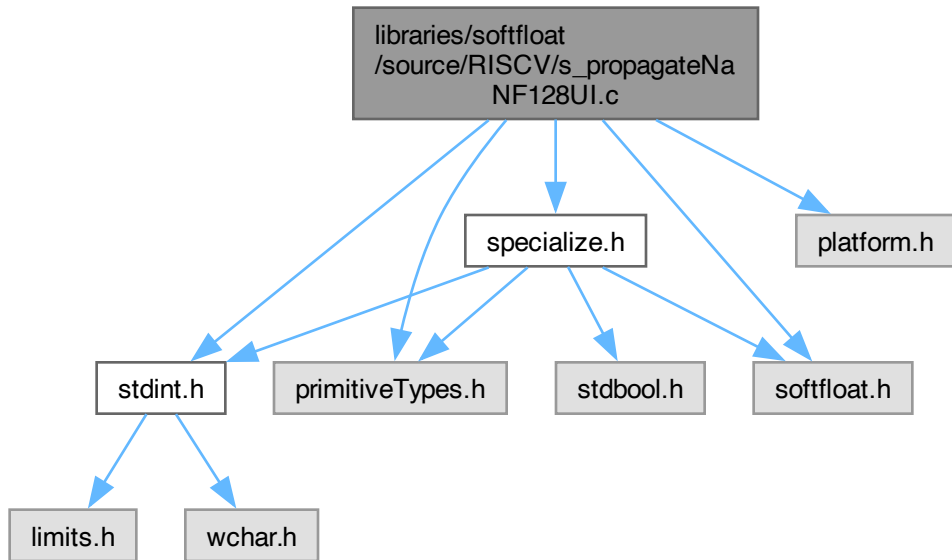 libraries/softfloat
/source/RISCV/s_propagateNa
NF128UI.c
specialize.h
platform.h
stdint.h
primitiveTypes.h
stdbool.h
softfloat.h
limits.h
wchar.h